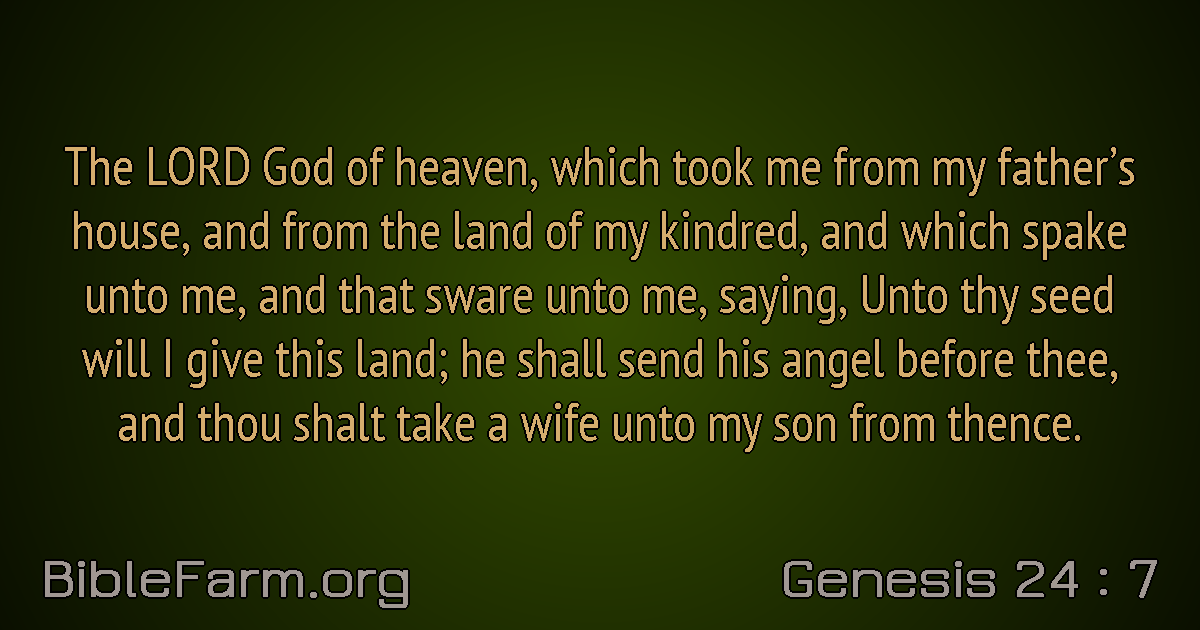 The LORD God of heaven, which took me from my father’s
house, and from the land of my kindred, and which spake
unto me, and that sware unto me, saying, Unto thy seed
will I give this land; he shall send his angel before thee,
and thou shalt take a wife unto my son from thence.
BibleFarm.org
Genesis 24 : 7